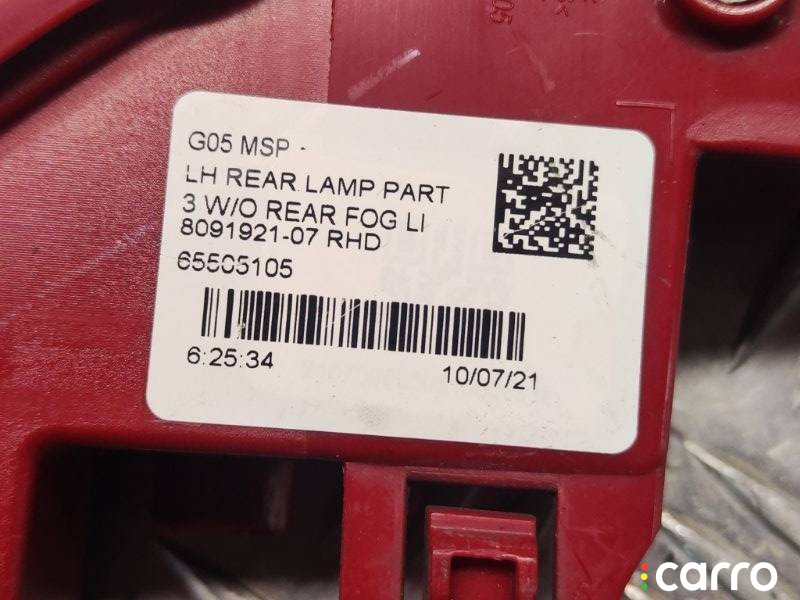 05
G05 MSP -
LH REAR LAMP PART
3 W/O REAR FOG LI
8091921-07 RHD
65505105
6:25:34
10/07/21
carro